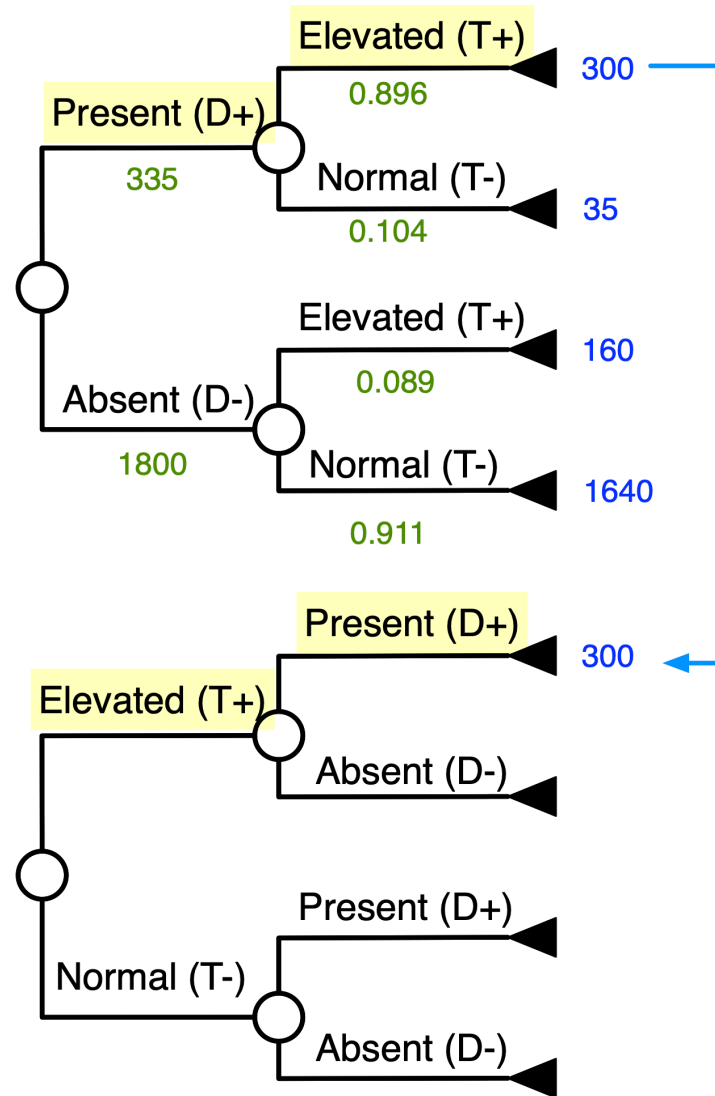 Elevated (T+)
300
0.896
Present (D+)
335
Normal (T-)
35
0.104
Elevated (T+)
160
0.089
Absent (D-)
1800
Normal (T-)
1640
0.911
Present (D+)
300
Elevated (T+)
Absent (D-)
Present (D+)
Normal (T-)
Absent (D-)